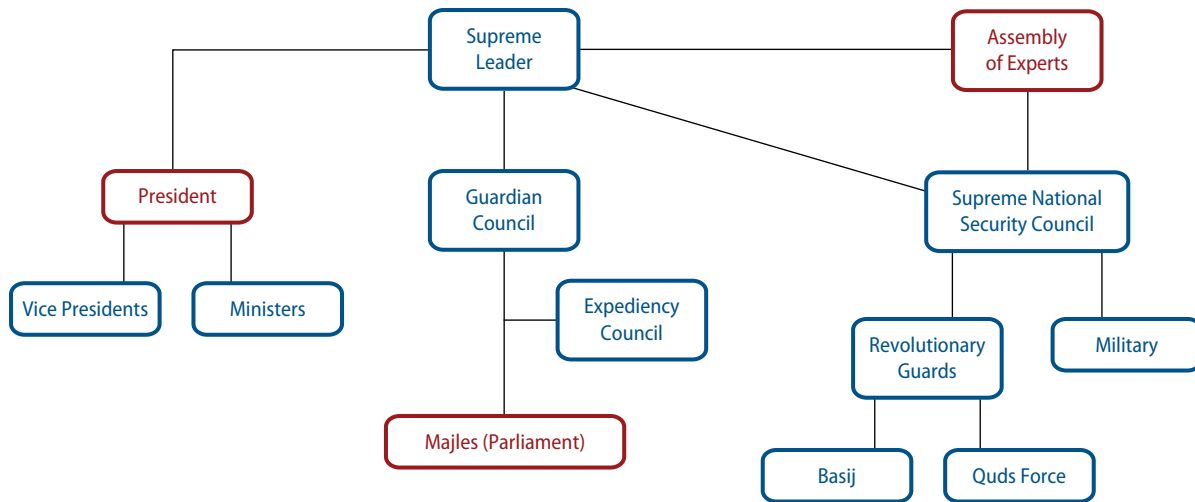 Supreme
Leader
Assembly
of Experts
President
Guardian
Council
Supreme National
Security Council
Vice Presidents
Ministers
Expediency
Council
Revolutionary
Guards
Military
Majles (Parliament)
Basij
Quds Force